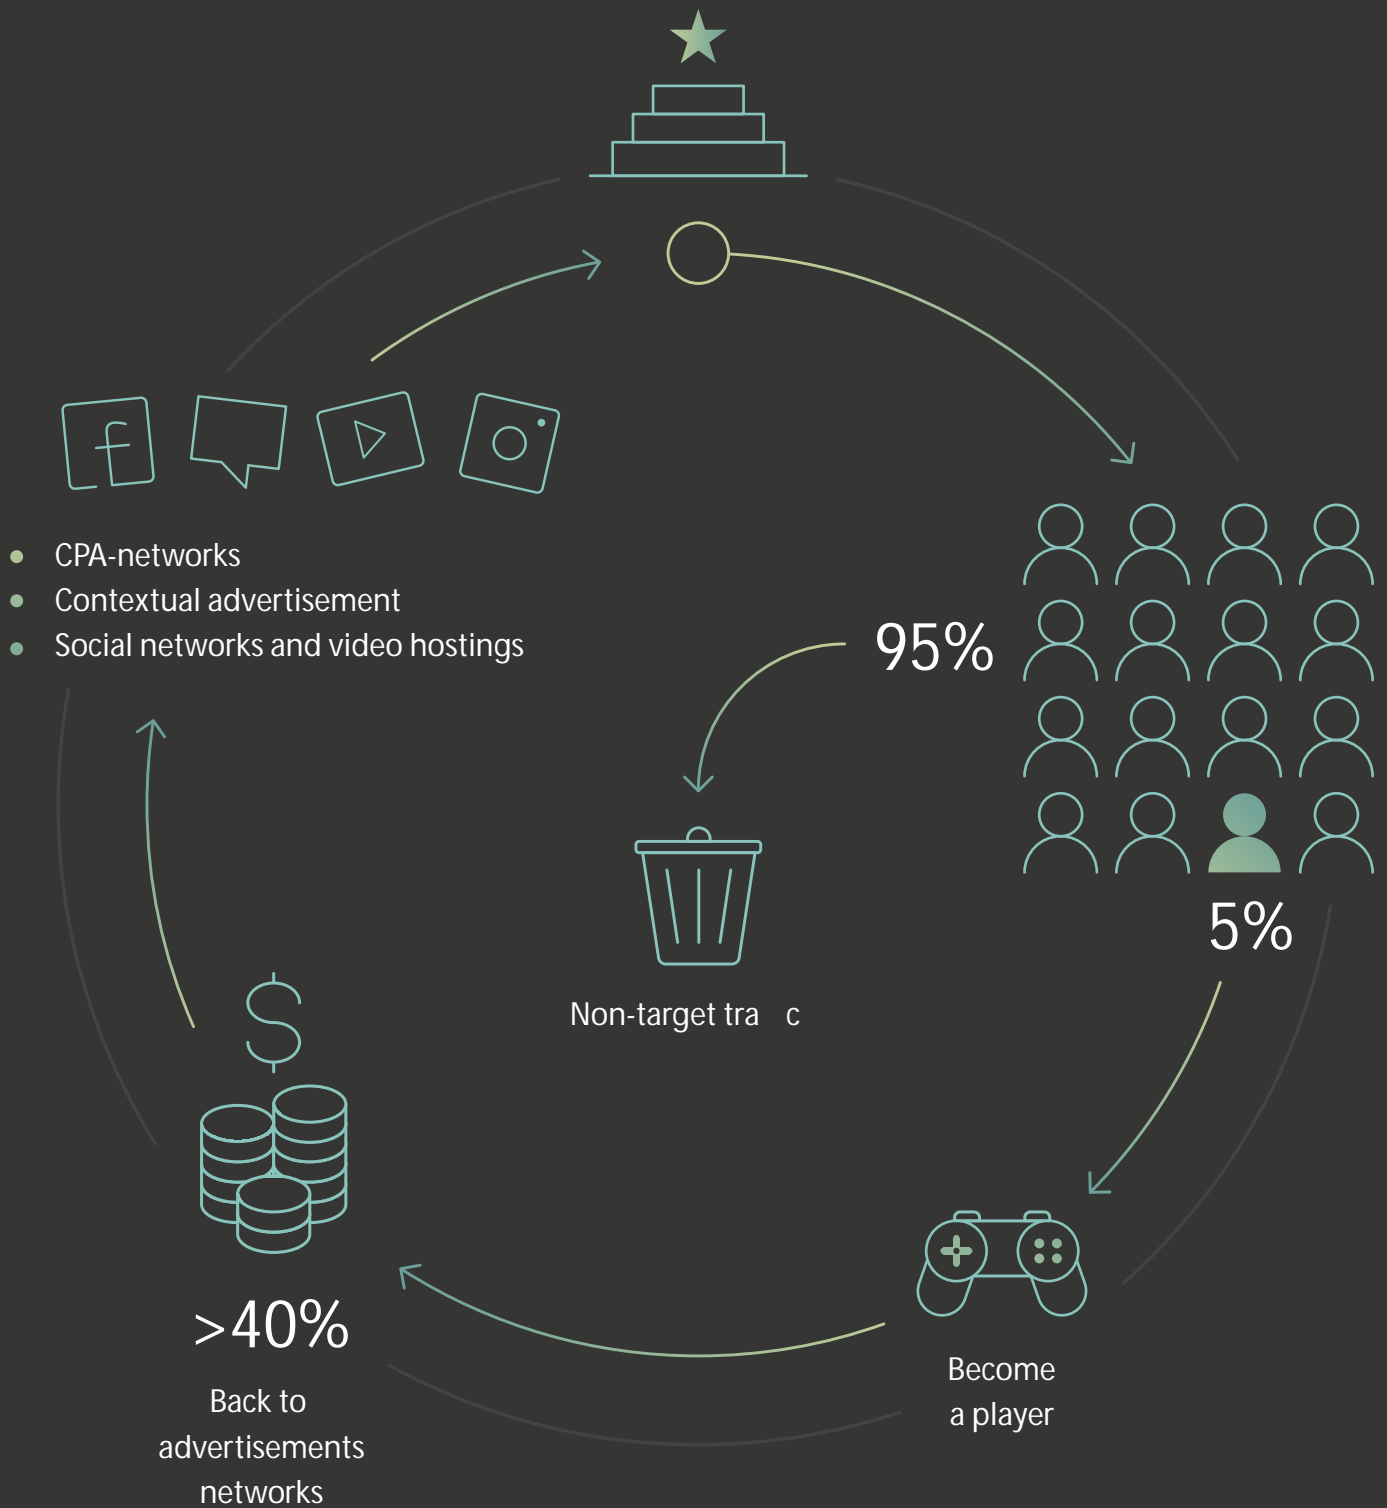 CPA-networks
Contextual advertisement
Social networks and video hostings
95%
5%
Non-target tra c
>40%
Back to
advertisements
networks
Become
a player